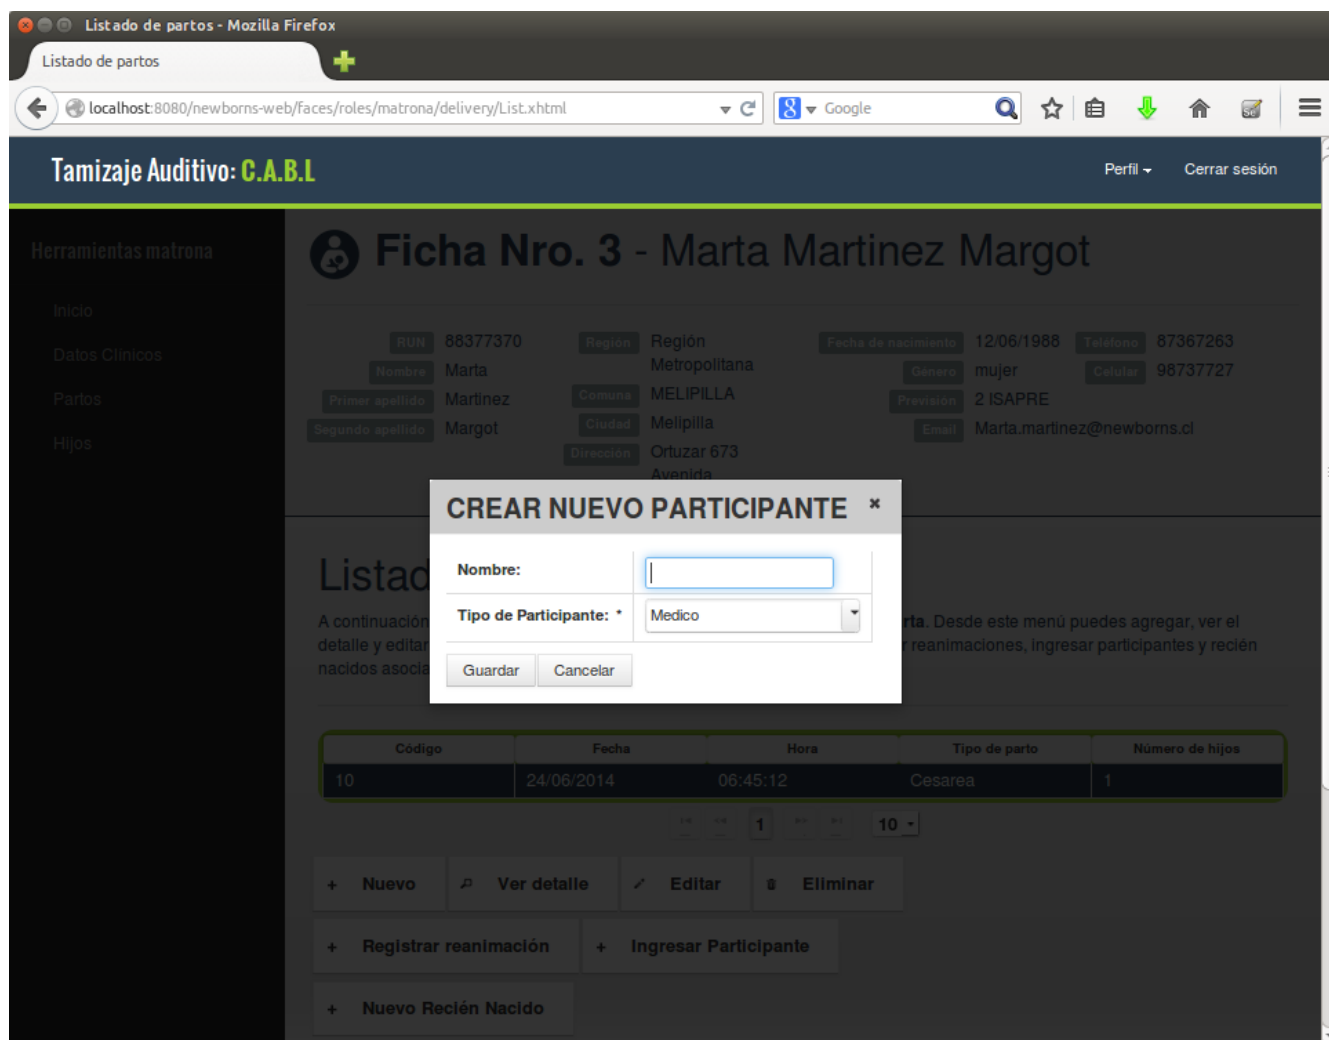 Listado de partos - Mozilla Firefox
Listado de partos
localhost:8080/newborns-web/faces/roles/matrona/delivery/List.xhtml
Google
Tamizaje Auditivo: C.A.B.L
Perfil
Cerrar sesión
Herramientas matrona
Inicio
Datos Clínicos
Partos
Hijos
Ficha Nro. 3 - Marta Martinez Margot
RUN 88377370
Nombre Marta
Primer apellido Martinez
Segundo apellido Margot
Región Región
Metropolitana
Comuna MELIPILLA
Ciudad Melipilla
Dirección Ortuzar 673
Avenida
Fecha de nacimiento 12/06/1988
Género mujer
Previsión 2 ISAPRE
Email Marta.martinez@newborns.cl
Teléfono 87367263
Celular 98737727
CREAR NUEVO PARTICIPANTE
Nombre:
Tipo de Participante: * Medico
Guardar Cancelar
Listad
A continuación rta. Desde este menú puedes agregar, ver el
detalle y editar r reanimaciones, ingresar participantes y recién
nacidos asocia
Código Fecha Hora Tipo de parto Número de hijos
10 24/06/2014 06:45:12 Cesarea 1
1 10
+ Nuevo Ver detalle Editar Eliminar
+ Registrar reanimación + Ingresar Participante
+ Nuevo Recién Nacido